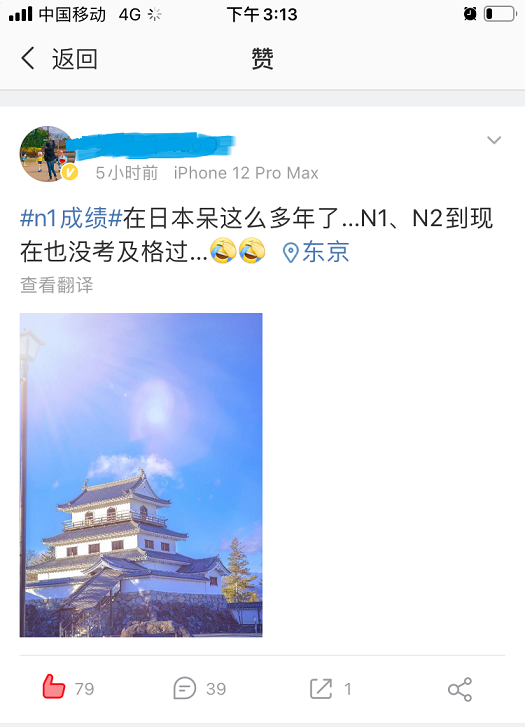 中国移动 4G 下午3:13
返回 赞
5小时前 iPhone 12 Pro Max
#n1成绩#在日本呆这么多年了...N1、N2到现
在也没考及格过...🤣🤣 东京
查看翻译
79 39 1